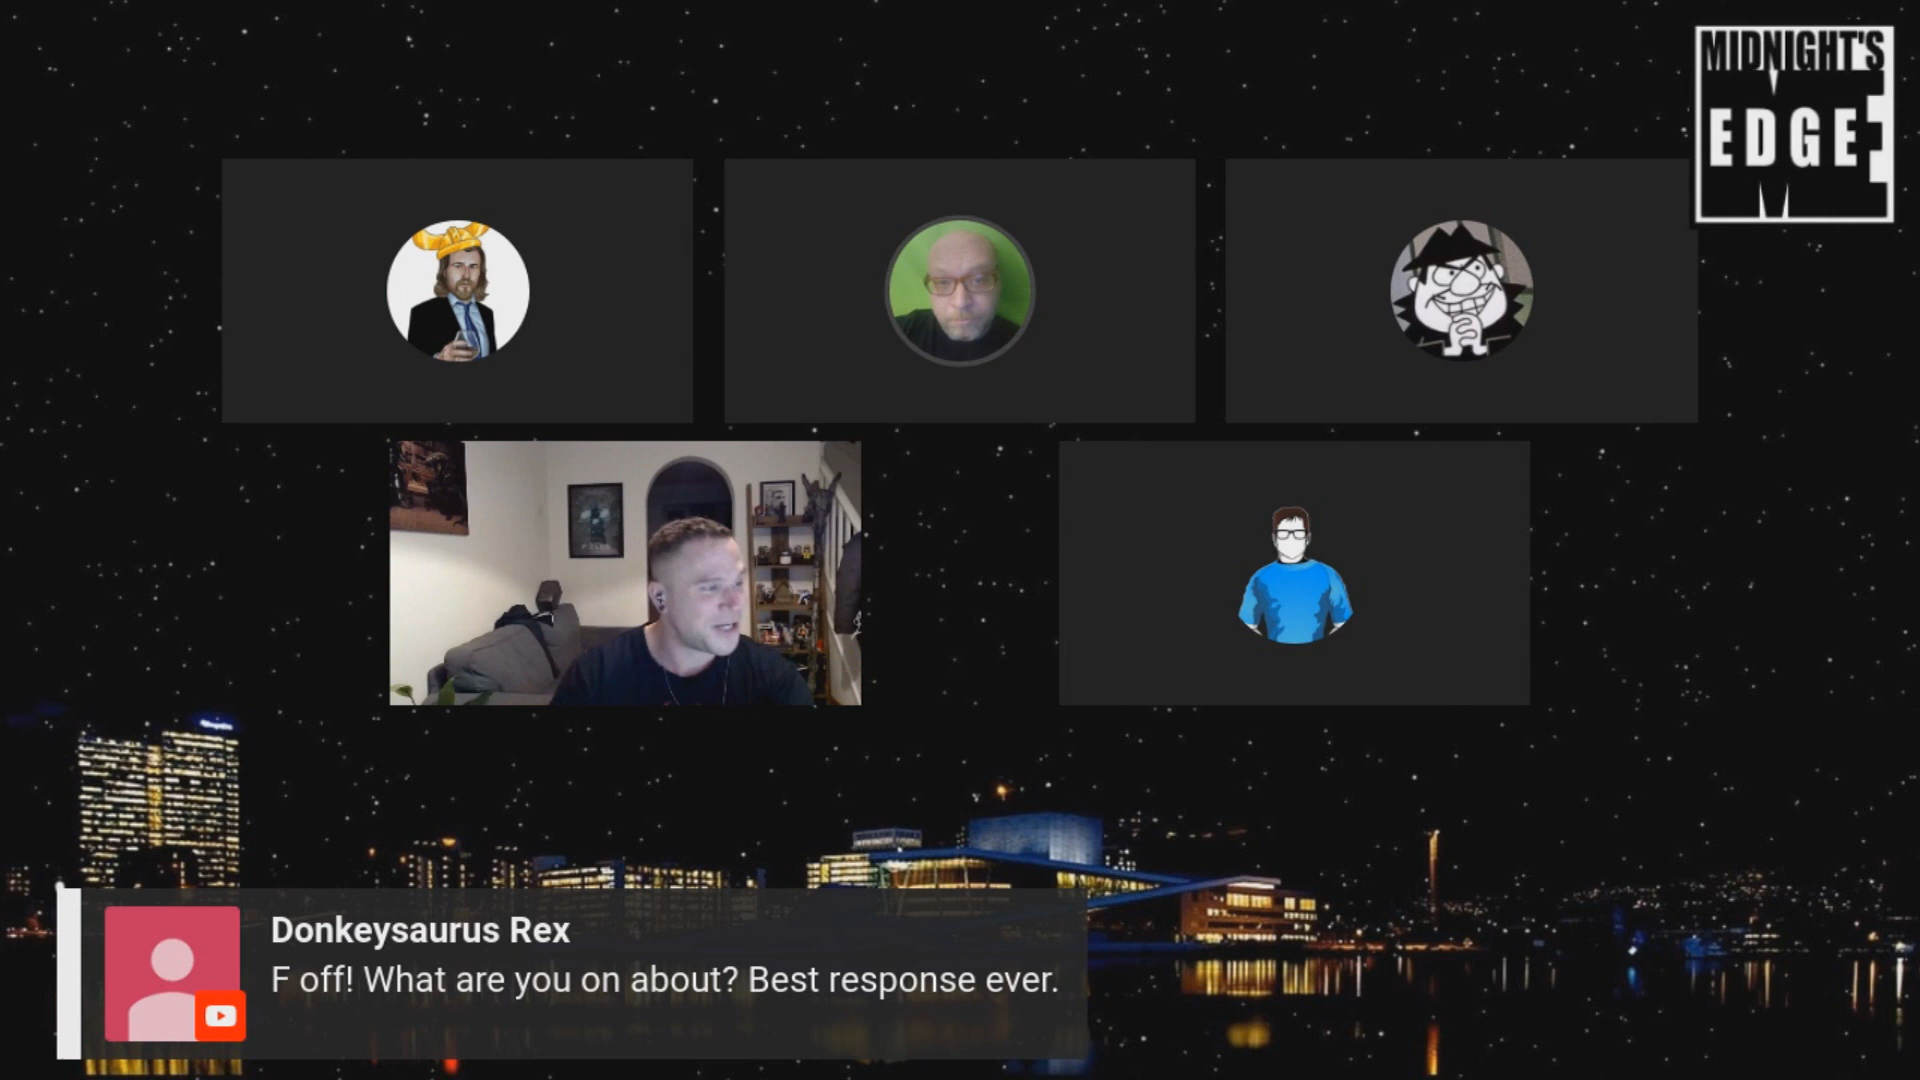 MIDNIGHT'S
EDGE
Donkeysaurus Rex
F off! What are you on about? Best response ever.